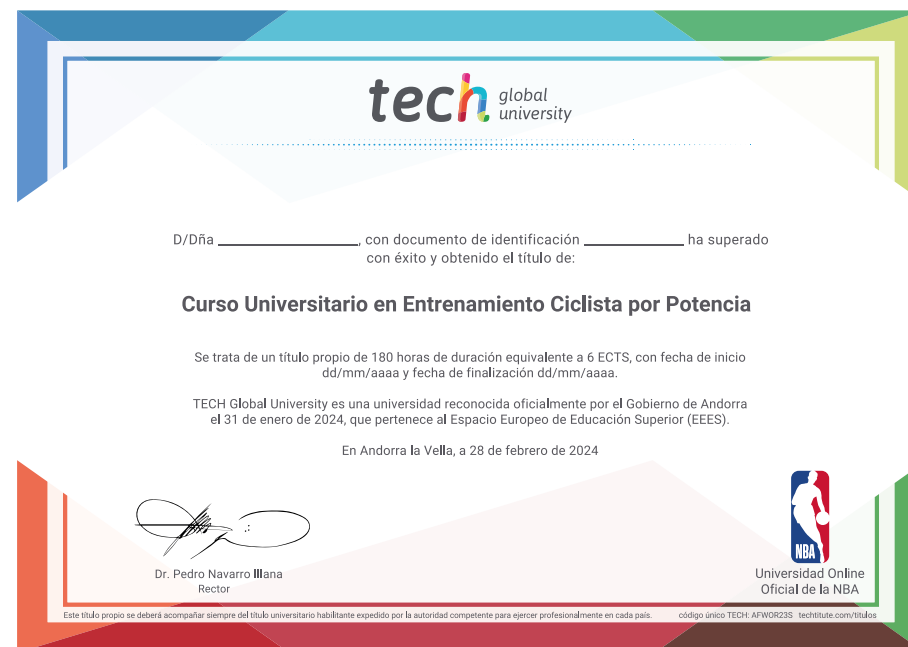 tech global university
D/Dña ____________________, con documento de identificación ______________ ha superado
con éxito y obtenido el título de:
Curso Universitario en Entrenamiento Ciclista por Potencia
Se trata de un título propio de 180 horas de duración equivalente a 6 ECTS, con fecha de inicio
dd/mm/aaaa y fecha de finalización dd/mm/aaaa.
TECH Global University es una universidad reconocida oficialmente por el Gobierno de Andorra
el 31 de enero de 2024, que pertenece al Espacio Europeo de Educación Superior (EEES).
En Andorra la Vella, a 28 de febrero de 2024
Dr. Pedro Navarro Illana
Rector
NBA
Universidad Online
Oficial de la NBA
Este título propio se deberá acompañar siempre del título universitario habilitante expedido por la autoridad competente para ejercer profesionalmente en cada país. código único TECH: AFWOR23S techtitute.com/titulos